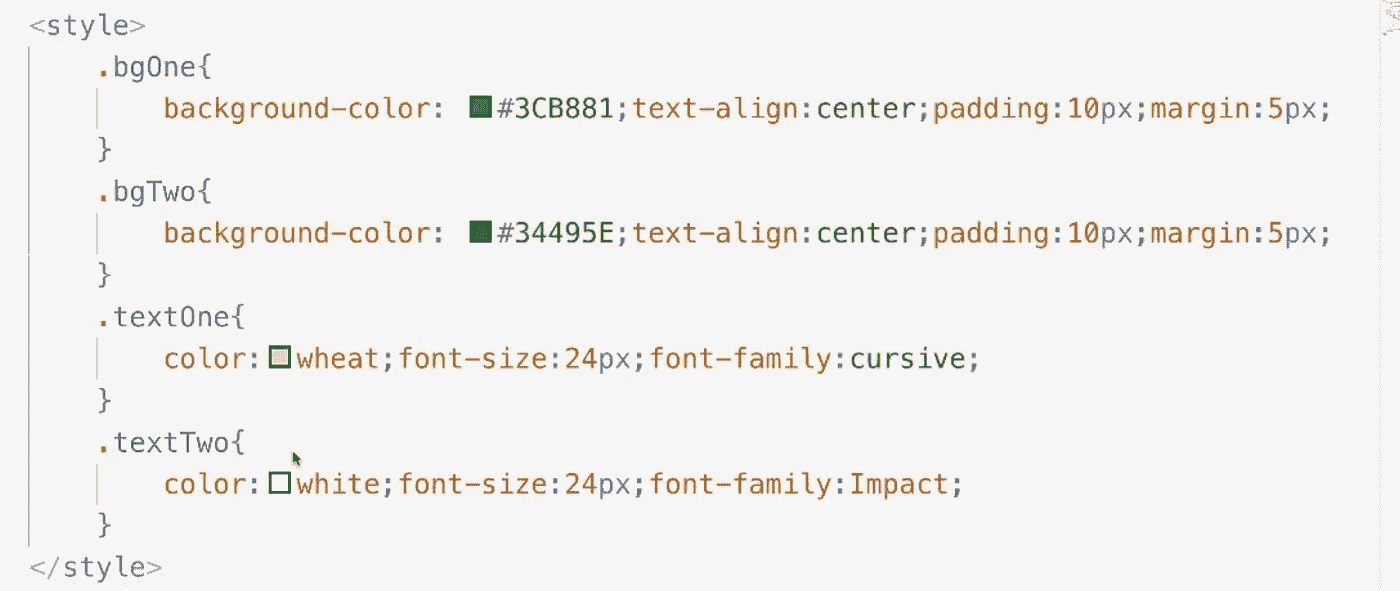 <style>
.bgOne{
background-color: #3CB881;text-align:center;padding:10px;margin:5px;
}
.bgTwo{
background-color: #34495E;text-align:center;padding:10px;margin:5px;
}
.textOne{
color:wheat;font-size:24px;font-family:cursive;
}
.textTwo{
color:white;font-size:24px;font-family:Impact;
}
</style>